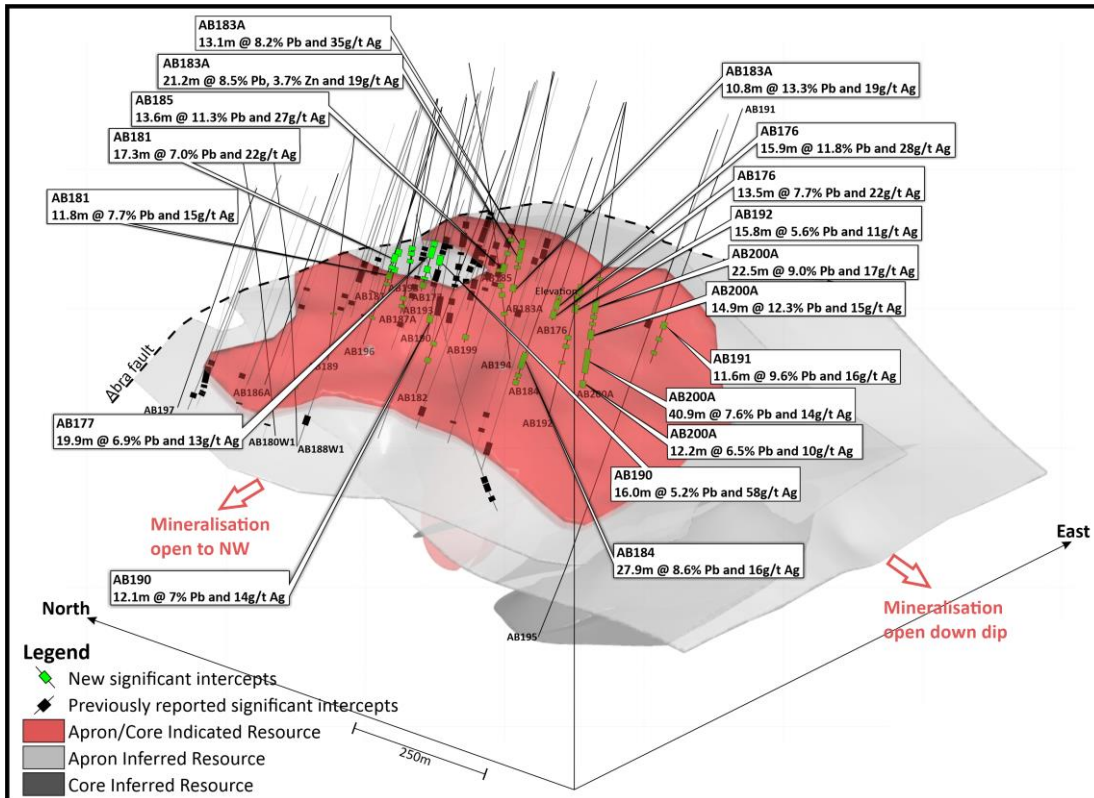 AB183A
13.1m @ 8.2% Pb and 35g/t Ag
AB183A
21.2m @ 8.5% Pb, 3.7% Zn and 19g/t Ag
AB185
13.6m @ 11.3% Pb and 27g/t Ag
AB181
17.3m @ 7.0% Pb and 22g/t Ag
AB181
11.8m @ 7.7% Pb and 15g/t Ag
AB183A
10.8m @ 13.3% Pb and 19g/t Ag
AB191
AB176
15.9m @ 11.8% Pb and 28g/t Ag
AB176
13.5m @ 7.7% Pb and 22g/t Ag
AB192
15.8m @ 5.6% Pb and 11g/t Ag
AB200A
22.5m @ 9.0% Pb and 17g/t Ag
AB200A
14.9m @ 12.3% Pb and 15g/t Ag
AB191
11.6m @ 9.6% Pb and 16g/t Ag
AB200A
40.9m @ 7.6% Pb and 14g/t Ag
AB200A
12.2m @ 6.5% Pb and 10g/t Ag
AB190
16.0m @ 5.2% Pb and 58g/t Ag
AB184
27.9m @ 8.6% Pb and 16g/t Ag
AB177
19.9m @ 6.9% Pb and 13g/t Ag
AB190
12.1m @ 7% Pb and 14g/t Ag
Elevation
AB183A
AB193
AB187A
AB190
AB199
AB176
AB196
AB194
AB186A
AB182
AB184
AB200A
AB192
AB197
AB180W1
AB188W1
AB195
Abra fault
Mineralisation
open to NW
Mineralisation
open down dip
North
East
Legend
New significant intercepts
Previously reported significant intercepts
Apron/Core Indicated Resource
Apron Inferred Resource
Core Inferred Resource
250m